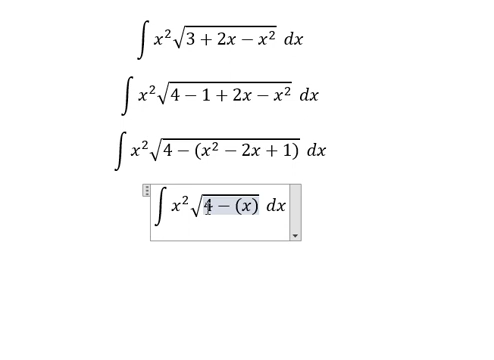 ∫ x²√(3 + 2x − x²) dx
∫ x²√(4 − 1 + 2x − x²) dx
∫ x²√(4 − (x² − 2x + 1)) dx
∫ x²√(4 − (x)) dx